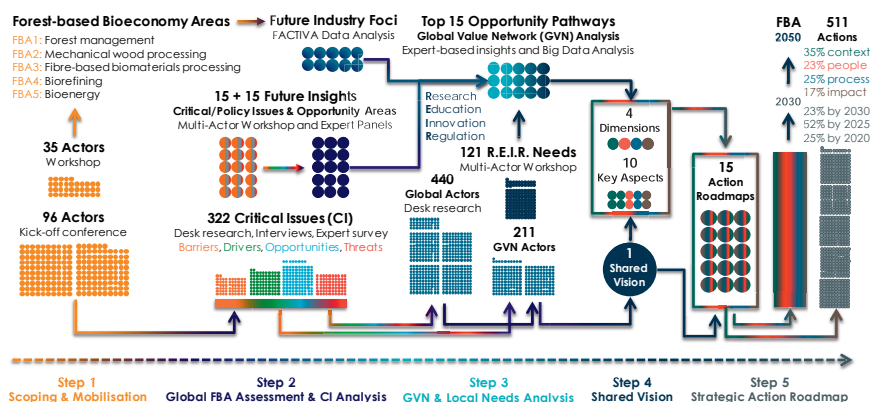 Forest-based Bioeconomy Areas
FBA1: Forest management
FBA2: Mechanical wood processing
FBA3: Fibre-based biomaterials processing
FBA4: Biorefining
FBA5: Bioenergy
35 Actors
Workshop
96 Actors
Kick-off conference
Future Industry Foci
FACTIVA Data Analysis
15 + 15 Future Insights
Critical/Policy Issues & Opportunity Areas
Multi-Actor Workshop and Expert Panels
322 Critical Issues (CI)
Desk research, Interviews, Expert survey
Barriers, Drivers, Opportunities, Threats
Top 15 Opportunity Pathways
Global Value Network (GVN) Analysis
Expert-based insights and Big Data Analysis
Research
Education
Innovation
Regulation
121 R.E.I.R. Needs
Multi-Actor Workshop
440
Global Actors
Desk research
211
GVN Actors
4
Dimensions
10
Key Aspects
1
Shared
Vision
15
Action
Roadmaps
FBA
2050
2030
511
Actions
35% context
23% people
25% process
17% impact
23% by 2030
52% by 2025
25% by 2020
Step 1
Scoping & Mobilisation
Step 2
Global FBA Assessment & CI Analysis
Step 3
GVN & Local Needs Analysis
Step 4
Shared Vision
Step 5
Strategic Action Roadmap